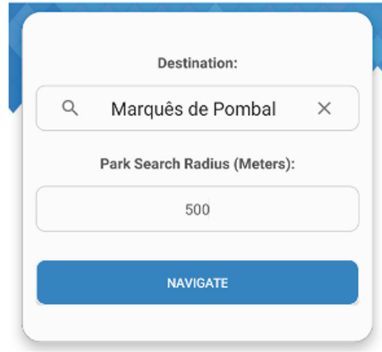 Destination:
Marquês de Pombal
Park Search Radius (Meters):
500
NAVIGATE